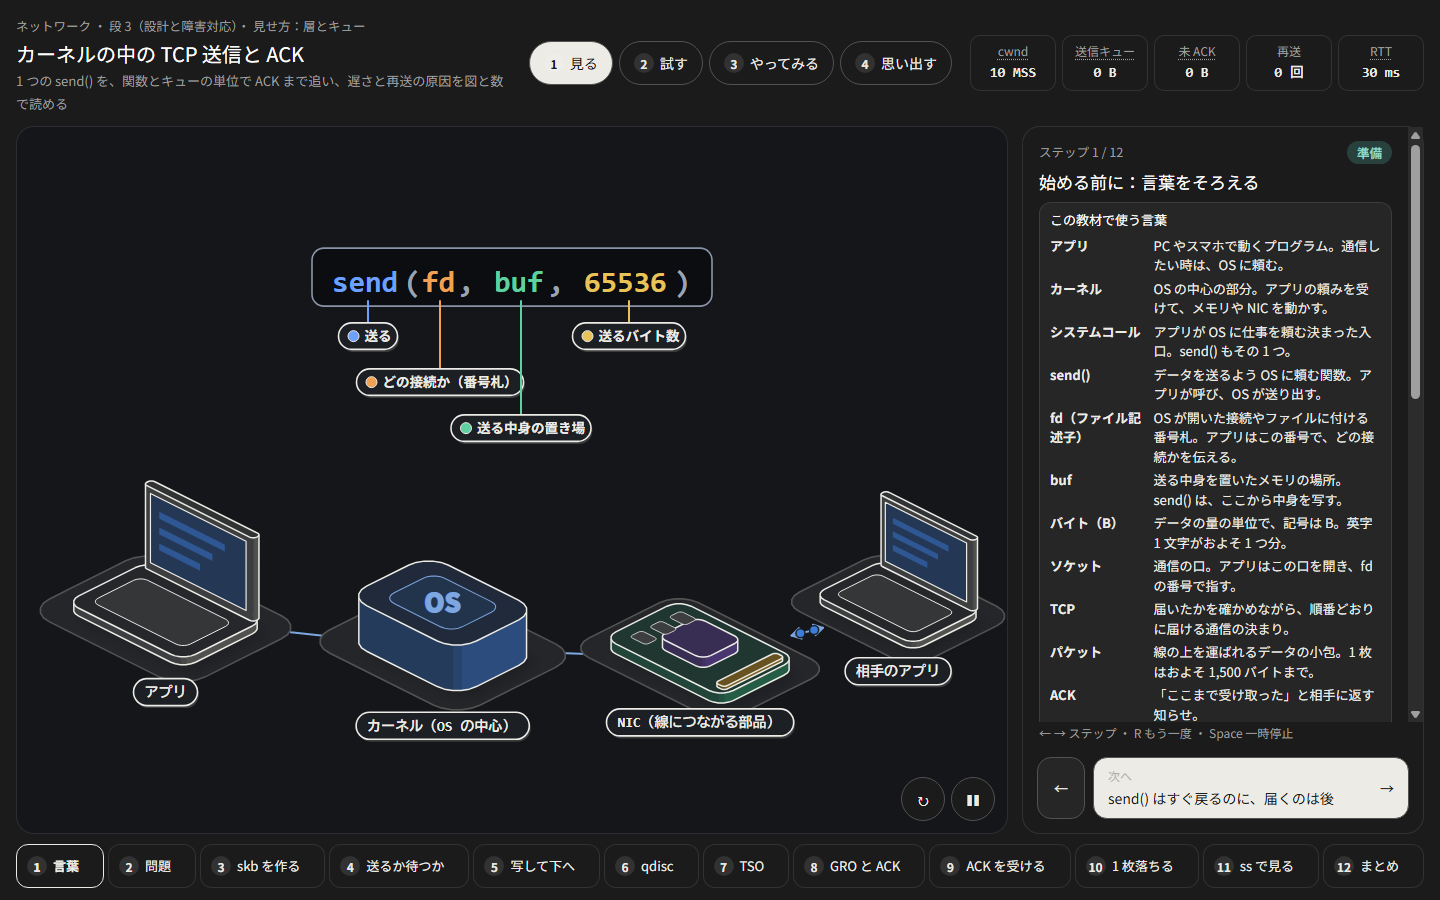 ネットワーク ・ 段 3（設計と障害対応）・ 見せ方：層とキュー
カーネルの中の TCP 送信と ACK
1 つの send() を、関数とキューの単位で ACK まで追い、遅さと再送の原因を図と数
で読める
1 見る
2 試す
3 やってみる
4 思い出す
cwnd
10 MSS
送信キュー
0 B
未 ACK
0 B
再送
0 回
RTT
30 ms
send(fd, buf, 65536)
送る
送るバイト数
どの接続か（番号札）
送る中身の置き場
OS
アプリ
カーネル（OS の中心）
NIC（線につながる部品）
相手のアプリ
↻
ステップ 1 / 12
準備
始める前に：言葉をそろえる
この教材で使う言葉
アプリ
PC やスマホで動くプログラム。通信し
たい時は、OS に頼む。
カーネル
OS の中心の部分。アプリの頼みを受
けて、メモリや NIC を動かす。
システムコール
アプリが OS に仕事を頼む決まった入
口。send() もその 1 つ。
send()
データを送るよう OS に頼む関数。ア
プリが呼び、OS が送り出す。
fd（ファイル記
述子）
OS が開いた接続やファイルに付ける
番号札。アプリはこの番号で、どの接
続かを伝える。
buf
送る中身を置いたメモリの場所。
send() は、ここから中身を写す。
バイト（B）
データの量の単位で、記号は B。英字
1 文字がおよそ 1 つ分。
ソケット
通信の口。アプリはこの口を開き、fd
の番号で指す。
TCP
届いたかを確かめながら、順番どおり
に届ける通信の決まり。
パケット
線の上を運ばれるデータの小包。1 枚
はおよそ 1,500 バイトまで。
ACK
「ここまで受け取った」と相手に返す
知らせ。
← → ステップ ・ R もう一度 ・ Space 一時停止
←
次へ
send() はすぐ戻るのに、届くのは後
→
1 言葉
2 問題
3 skb を作る
4 送るか待つか
5 写して下へ
6 qdisc
7 TSO
8 GRO と ACK
9 ACK を受ける
10 1 枚落ちる
11 ss で見る
12 まとめ